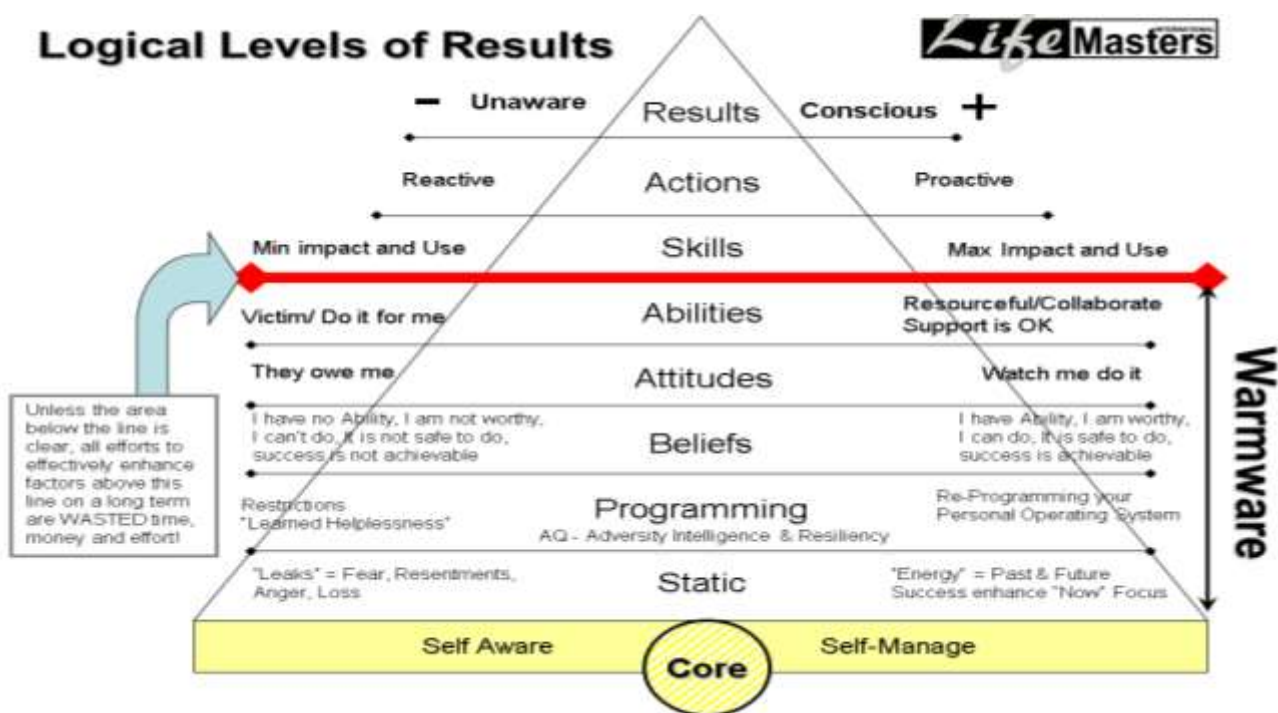 Logical Levels of Results
Life Masters
INTERNATIONAL
- Unaware
Results
Conscious +
Reactive
Actions
Proactive
Min impact and Use
Skills
Max Impact and Use
Victim/ Do it for me
Abilities
Resourceful/Collaborate
Support is OK
They owe me
Attitudes
Watch me do it
I have no Ability, I am not worthy,
I can't do, it is not safe to do,
success is not achievable
Beliefs
I have Ability, I am worthy,
I can do, it is safe to do,
success is achievable
Restrictions
"Learned Helplessness"
Programming
AQ - Adversity Intelligence & Resiliency
Re-Programming your
Personal Operating System
"Leaks" = Fear, Resentments,
Anger, Loss
Static
"Energy" = Past & Future
Success enhance "Now" Focus
Self Aware
Core
Self-Manage
Unless the area
below the line is
clear, all efforts to
effectively enhance
factors above this
line on a long term
are WASTED time,
money and effort!
Warmware